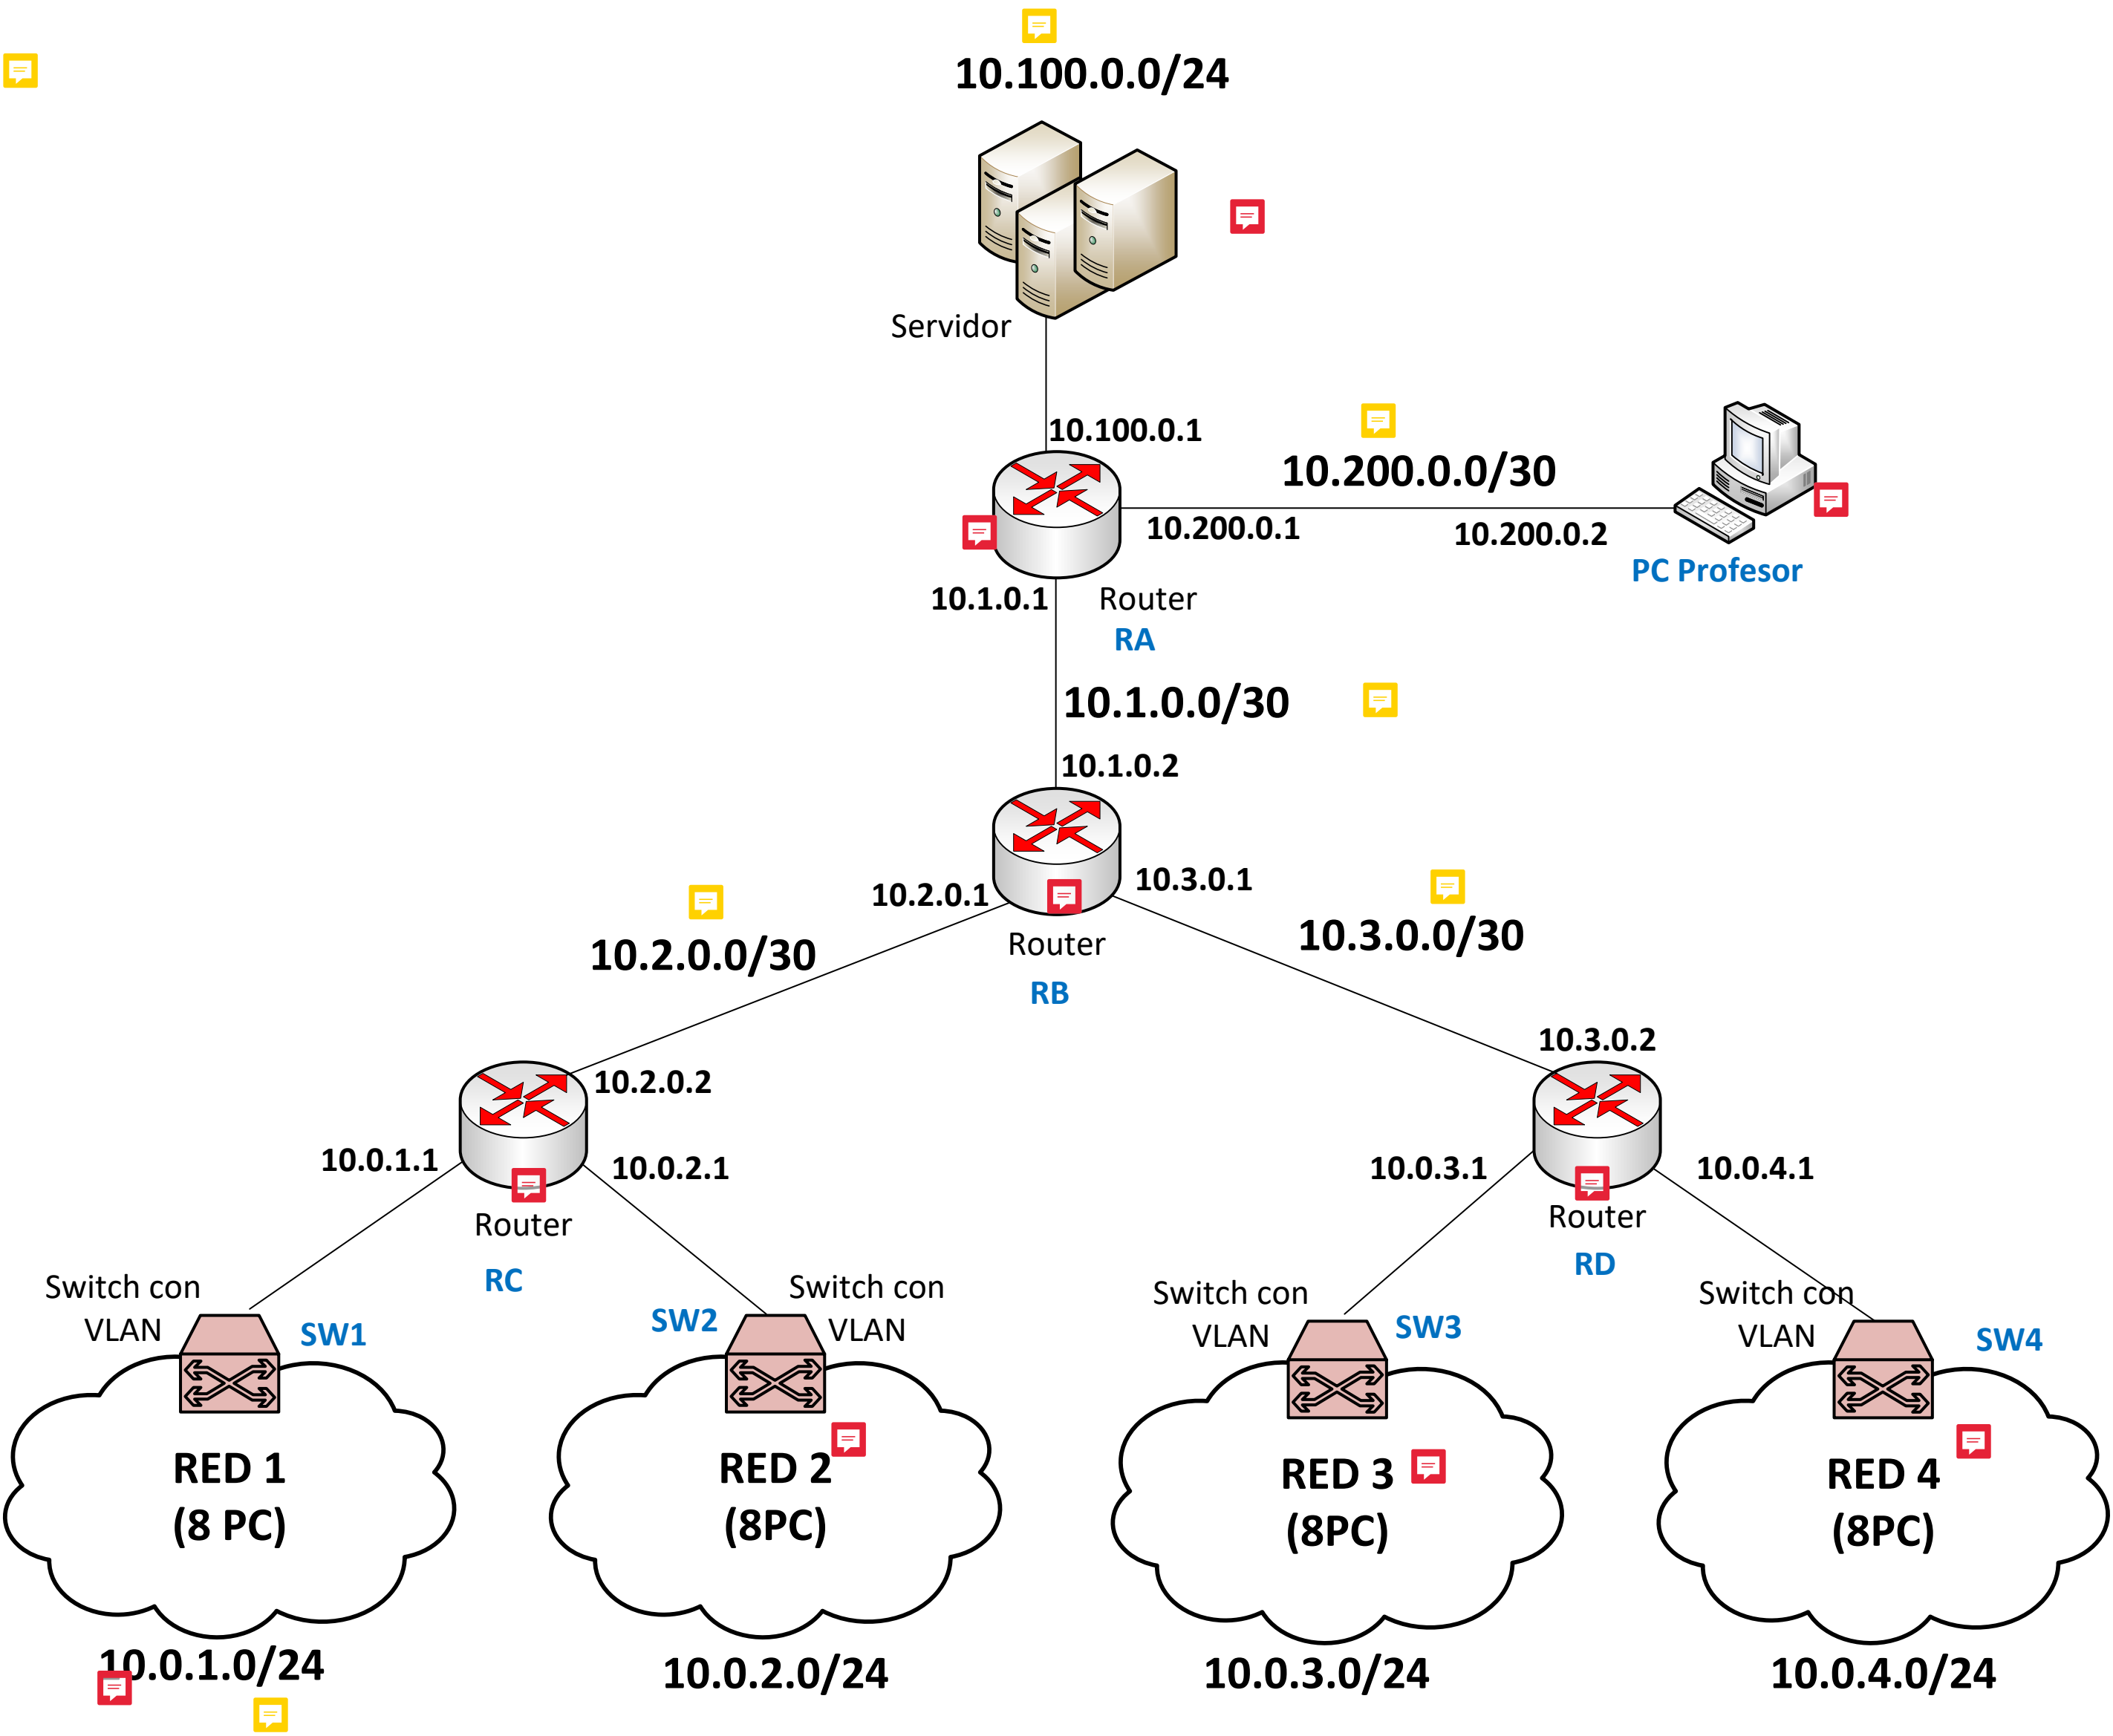 10.100.0.0/24
Servidor
10.100.0.1
10.200.0.0/30
10.200.0.1
10.200.0.2
PC Profesor
10.1.0.1
Router
RA
10.1.0.0/30
10.1.0.2
10.2.0.1
10.3.0.1
10.2.0.0/30
Router
10.3.0.0/30
RB
10.3.0.2
10.2.0.2
10.0.1.1
10.0.2.1
10.0.3.1
10.0.4.1
Router
RC
Router
RD
Switch con
VLAN
SW1
SW2
Switch con
VLAN
Switch con
VLAN
SW3
Switch con
VLAN
SW4
RED 1
(8 PC)
RED 2
(8PC)
RED 3
(8PC)
RED 4
(8PC)
10.0.1.0/24
10.0.2.0/24
10.0.3.0/24
10.0.4.0/24